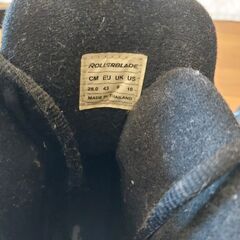 ROLLERBLADE
CM EU UK US
28.0 43 9 10
MADE IN THAILAND